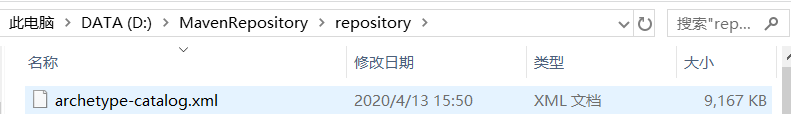 此电脑 > DATA (D:) > MavenRepository > repository > 搜索"rep...
名称 修改日期 类型 大小
archetype-catalog.xml 2020/4/13 15:50 XML 文档 9,167 KB